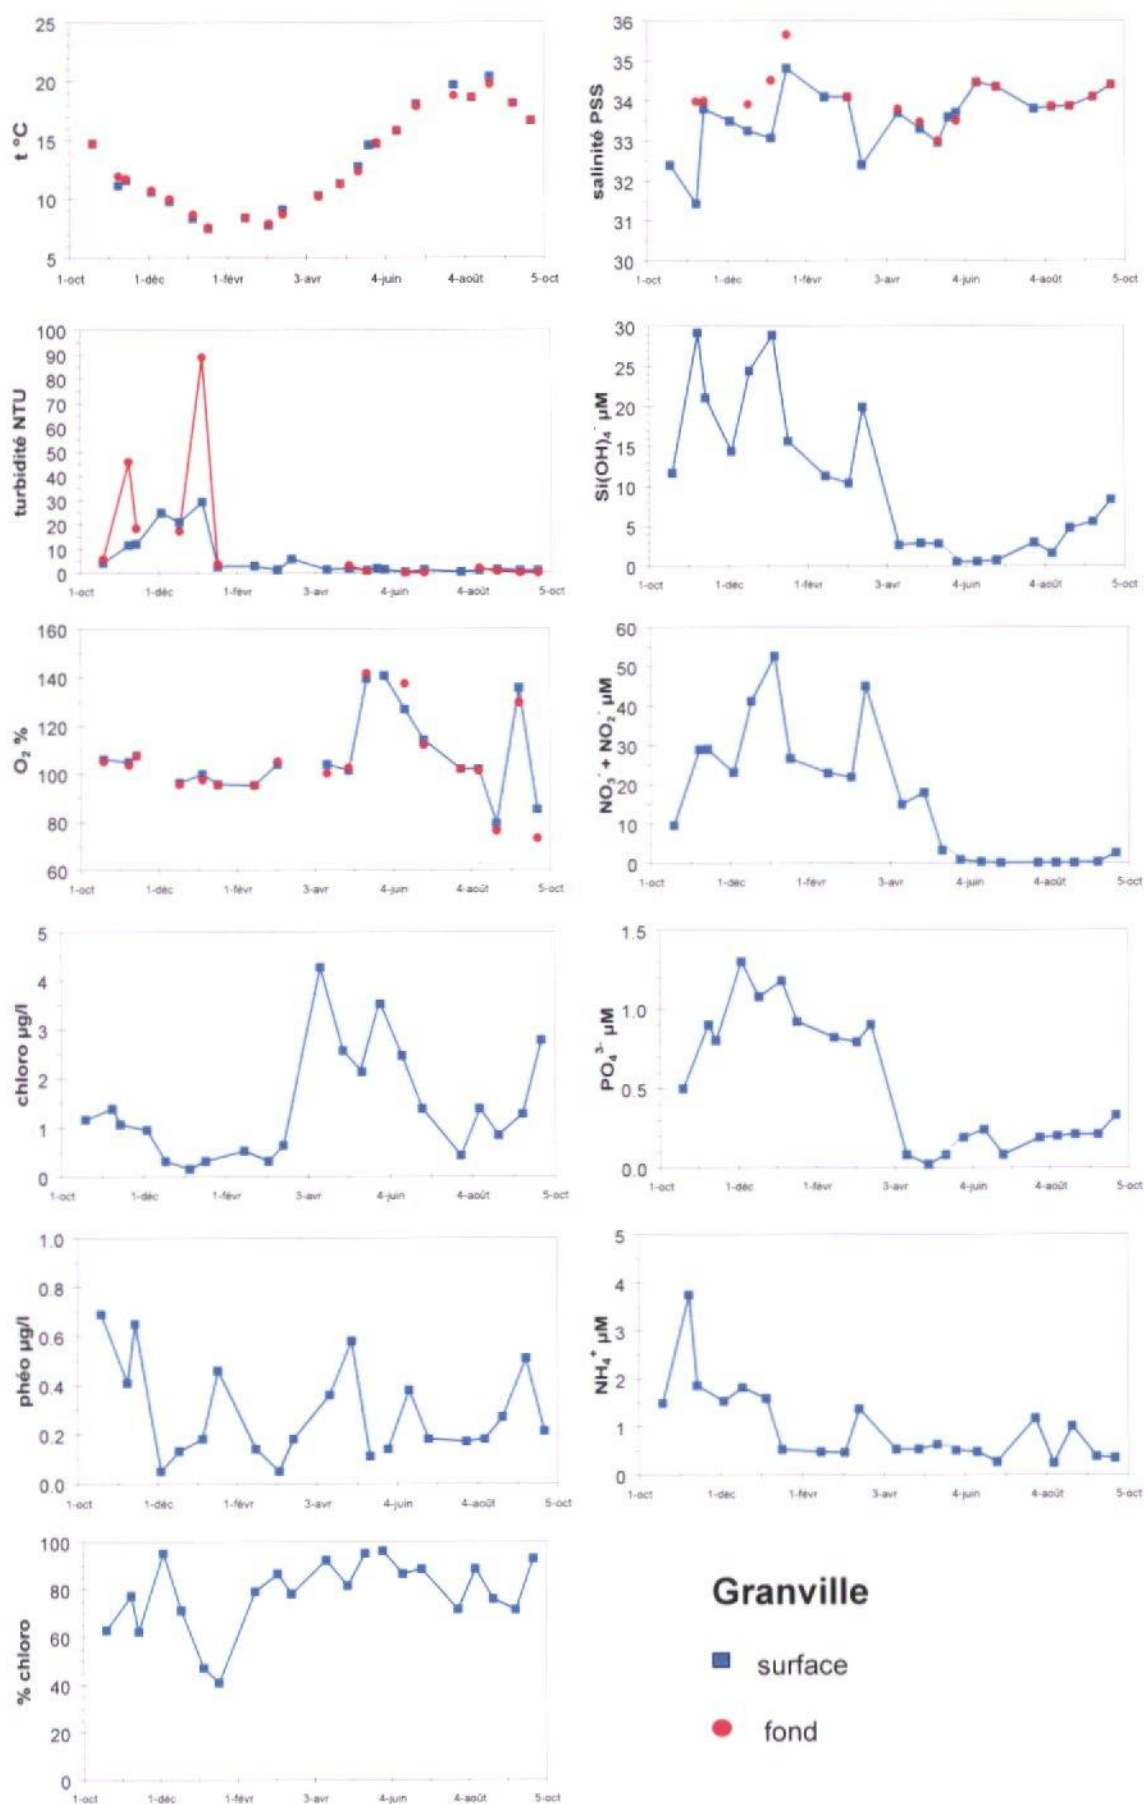 25
20
15
10
5
t °C
1-oct 1-déc 1-févr 3-avr 4-juin 4-août 5-oct
36
35
34
33
32
31
30
salinité PSS
1-oct 1-déc 1-févr 3-avr 4-juin 4-août 5-oct
100
90
80
70
60
50
40
30
20
10
0
turbidité NTU
1-oct 1-déc 1-févr 3-avr 4-juin 4-août 5-oct
30
25
20
15
10
5
0
Si(OH)₄⁻ µM
1-oct 1-déc 1-févr 3-avr 4-juin 4-août 5-oct
160
140
120
100
80
60
O₂ %
1-oct 1-déc 1-févr 3-avr 4-juin 4-août 5-oct
60
50
40
30
20
10
0
NO₃⁻ + NO₂⁻ µM
1-oct 1-déc 1-févr 3-avr 4-juin 4-août 5-oct
5
4
3
2
1
0
chloro µg/l
1-oct 1-déc 1-févr 3-avr 4-juin 4-août 5-oct
1.5
1.0
0.5
0.0
PO₄³⁻ µM
1-oct 1-déc 1-févr 3-avr 4-juin 4-août 5-oct
1.0
0.8
0.6
0.4
0.2
0.0
phéo µg/l
1-oct 1-déc 1-févr 3-avr 4-juin 4-août 5-oct
5
4
3
2
1
0
NH₄⁺ µM
1-oct 1-déc 1-févr 3-avr 4-juin 4-août 5-oct
100
80
60
40
20
0
% chloro
1-oct 1-déc 1-févr 3-avr 4-juin 4-août 5-oct
Granville
surface
fond